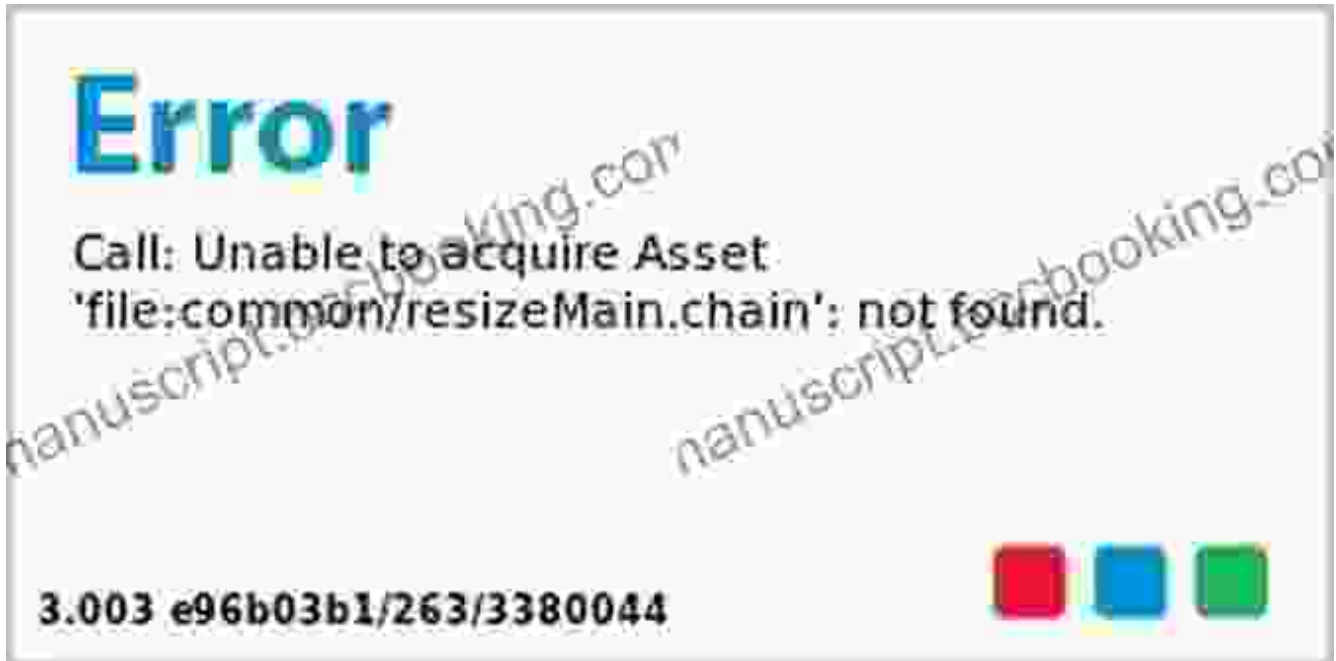 Error
Call: Unable to acquire Asset
'file:common/resizeMain.chain': not found.
3.003 e96b03b1/263/3380044